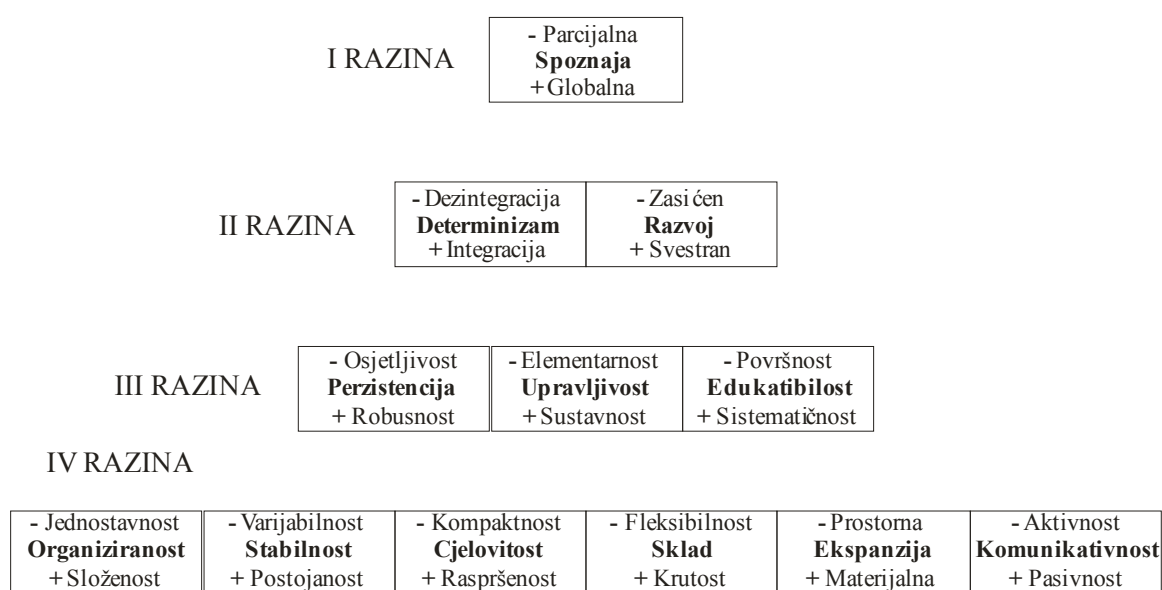 I RAZINA
- Parcijalna
Spoznaja
+ Globalna
II RAZINA
- Dezintegracija
Determinizam
+ Integracija
- Zasićen
Razvoj
+ Svestran
III RAZINA
- Osjetljivost
Perzistencija
+ Robusnost
- Elementarnost
Upravljivost
+ Sustavnost
- Površnost
Edukatibilost
+ Sistematičnost
IV RAZINA
- Jednostavnost
Organiziranost
+ Složenost
- Varijabilnost
Stabilnost
+ Postojanost
- Kompaktnost
Cjelovitost
+ Raspršenost
- Fleksibilnost
Sklad
+ Krutost
- Prostorna
Ekspanzija
+ Materijalna
- Aktivnost
Komunikativnost
+ Pasivnost